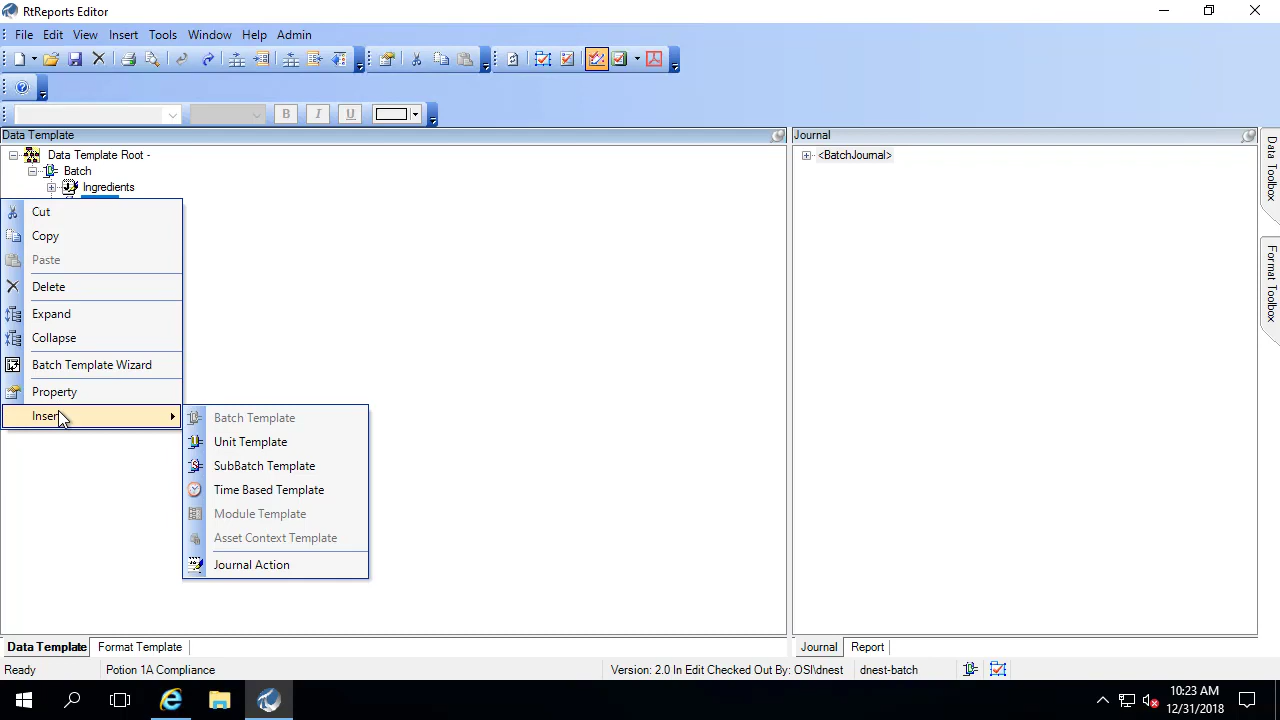 RtReports Editor
File Edit View Insert Tools Window Help Admin
B I U
Data Template
Journal
Data Template Root -
Batch
Ingredients
<BatchJournal>
Data Toolbox
Format Toolbox
Cut
Copy
Paste
Delete
Expand
Collapse
Batch Template Wizard
Property
Insert
Batch Template
Unit Template
SubBatch Template
Time Based Template
Module Template
Asset Context Template
Journal Action
Data Template Format Template
Journal Report
Ready Potion 1A Compliance Version: 2.0 In Edit Checked Out By: OSI\dnest dnest-batch
10:23 AM
12/31/2018